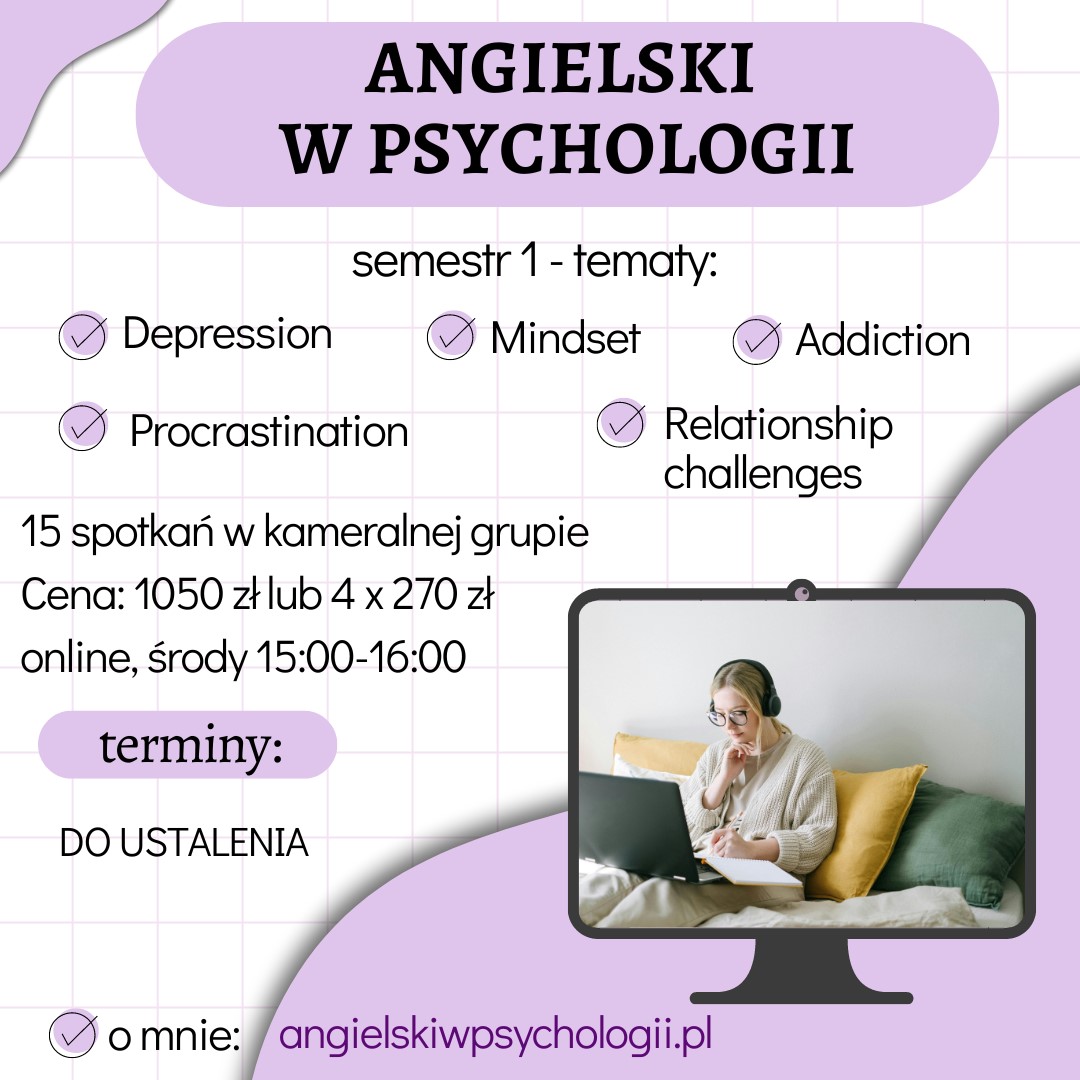 ANGIELSKI
W PSYCHOLOGII
semestr 1 - tematy:
Depression
Mindset
Addiction
Procrastination
Relationship
challenges
15 spotkań w kameralnej grupie
Cena: 1050 zł lub 4 x 270 zł
online, środy 15:00-16:00
terminy:
DO USTALENIA
o mnie: angielskiwpsychologii.pl